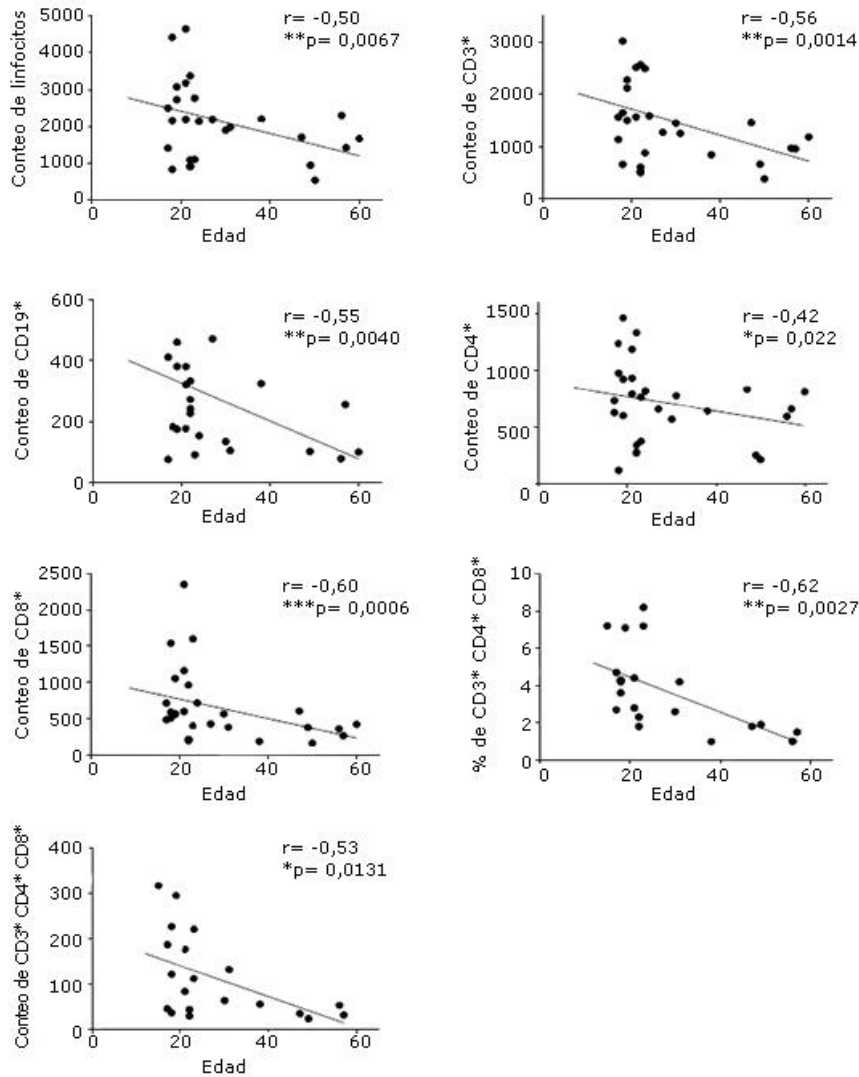 r= -0,50
**p= 0,0067
Conteo de linfocitos
5000
4000
3000
2000
1000
0
0 20 40 60
Edad
r= -0,56
**p= 0,0014
Conteo de CD3*
3000
2000
1000
0
0 20 40 60
Edad
r= -0,55
**p= 0,0040
Conteo de CD19*
600
400
200
0
0 20 40 60
Edad
r= -0,42
*p= 0,022
Conteo de CD4*
1500
1000
500
0
0 20 40 60
Edad
r= -0,60
***p= 0,0006
Conteo de CD8*
2500
2000
1500
1000
500
0
0 20 40 60
Edad
r= -0,62
**p= 0,0027
% de CD3* CD4* CD8*
10
8
6
4
2
0
0 20 40 60
Edad
r= -0,53
*p= 0,0131
Conteo de CD3* CD4* CD8*
400
300
200
100
0
0 20 40 60
Edad